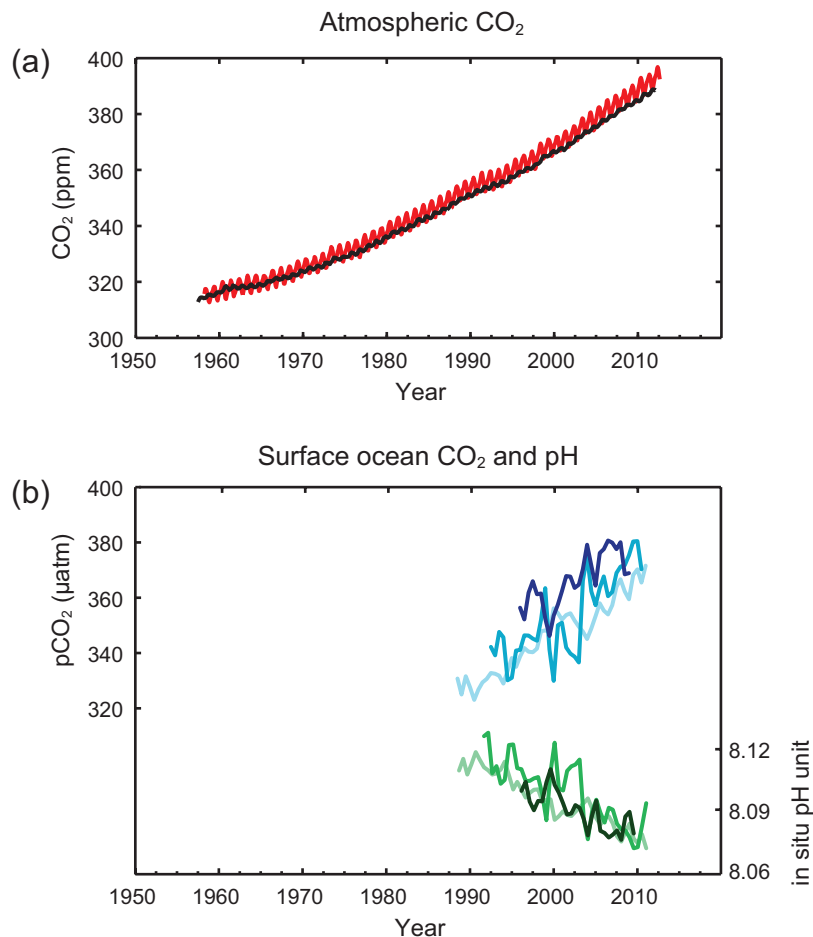 Atmospheric CO₂
(a)
CO₂ (ppm)
400
380
360
340
320
300
1950 1960 1970 1980 1990 2000 2010
Year
Surface ocean CO₂ and pH
(b)
pCO₂ (µatm)
400
380
360
340
320
8.12
8.09
8.06
in situ pH unit
1950 1960 1970 1980 1990 2000 2010
Year